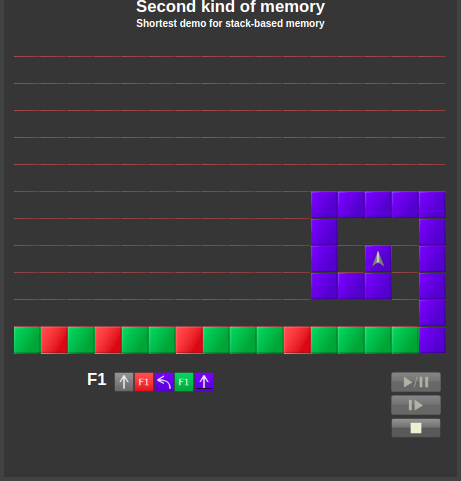 Second kind of memory
Shortest demo for stack-based memory
F1 F1 F1